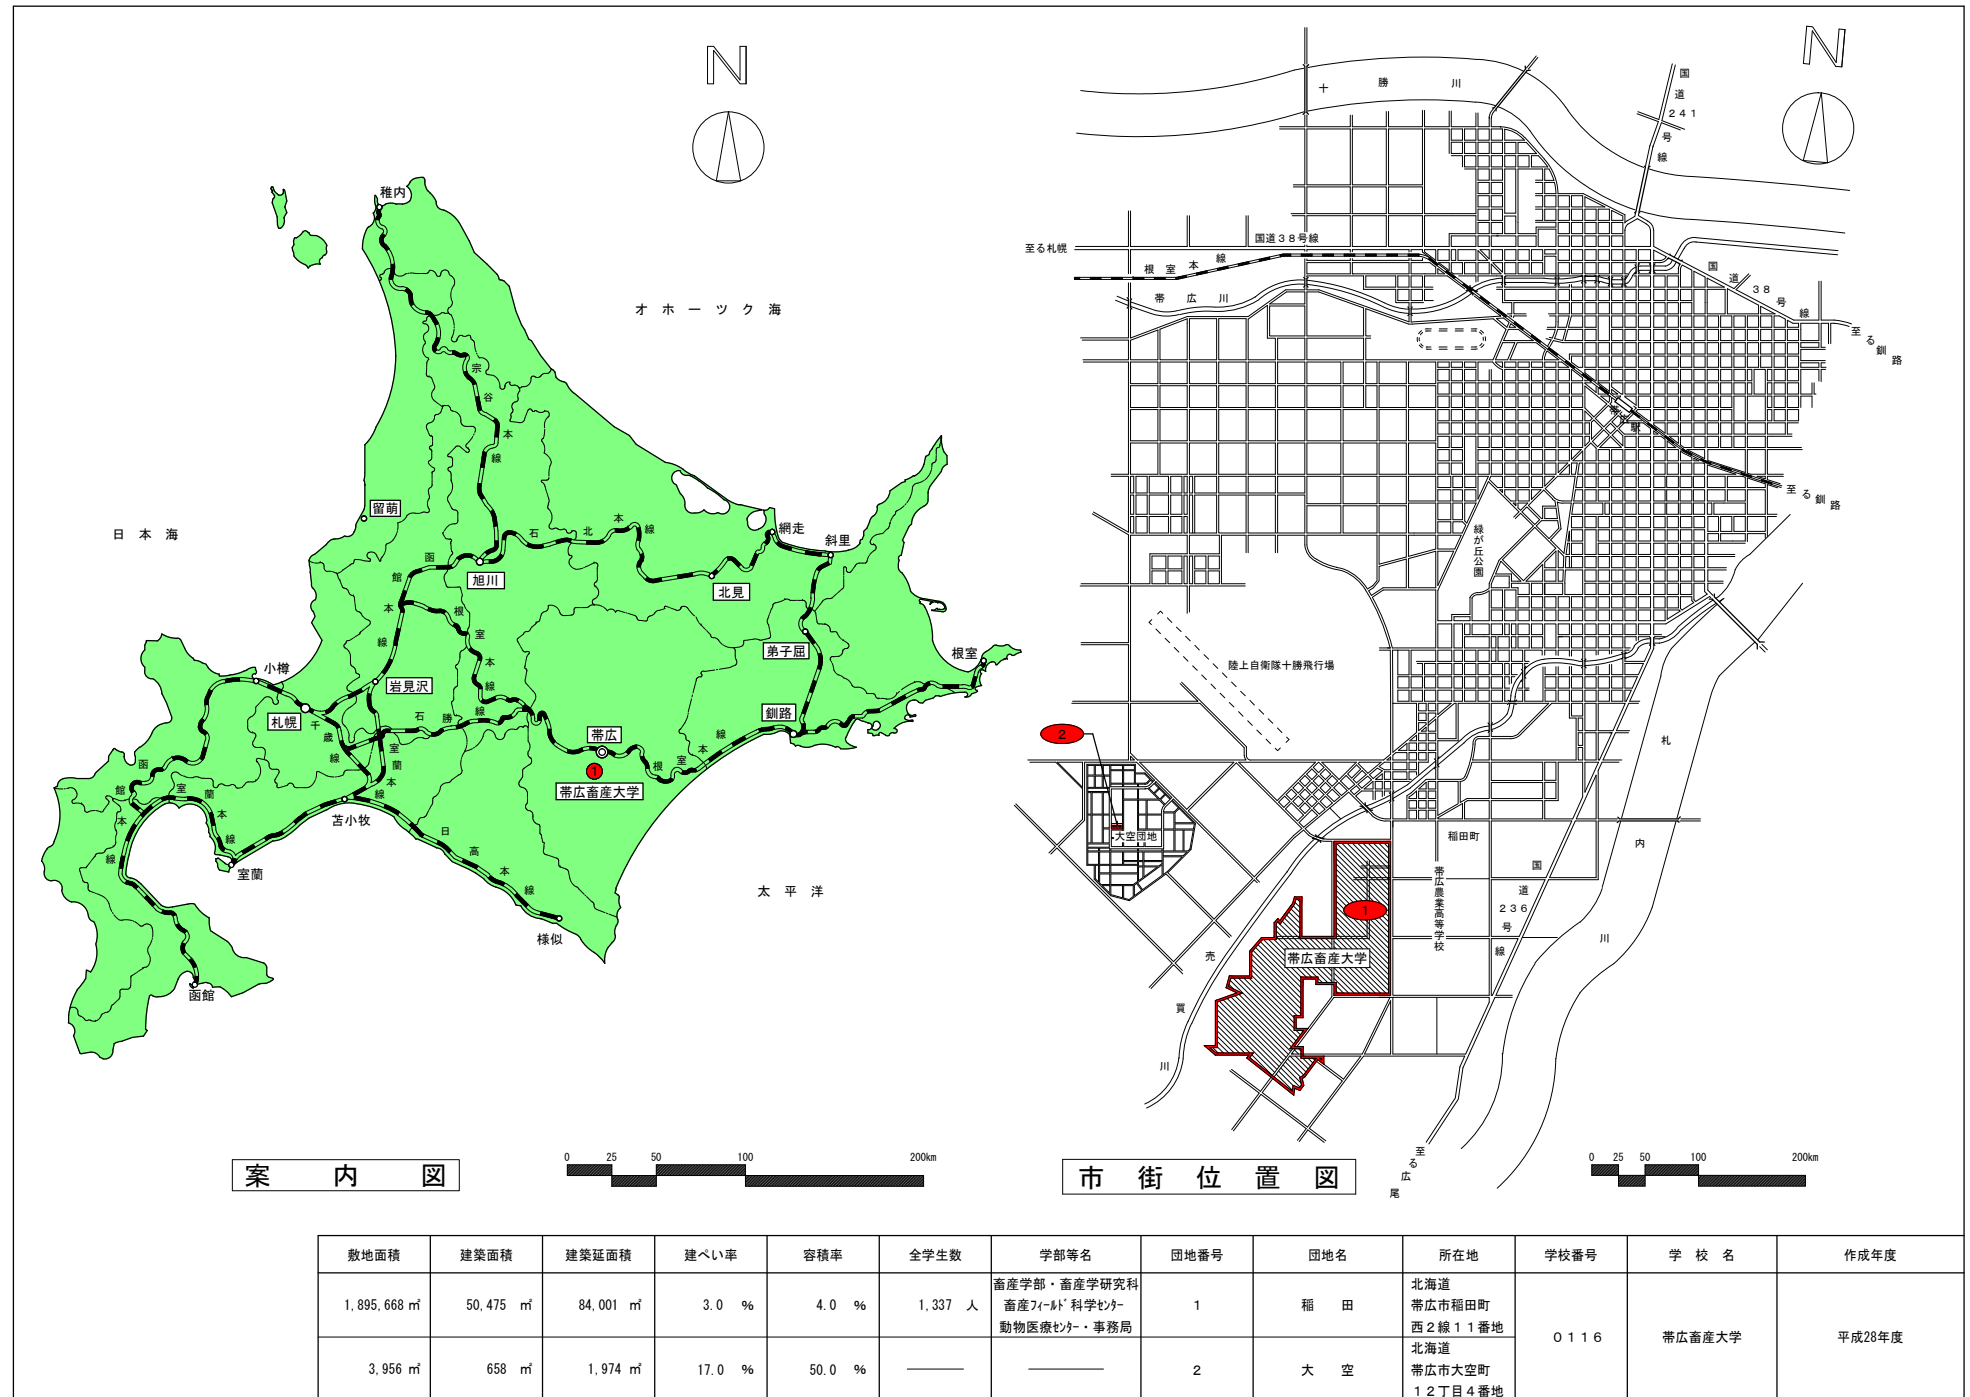 N
稚内
オホーツク海
宗谷本線
留萌
日本海
函館本線
旭川
石北本線
網走
斜里
北見
根室本線
弟子屈
根室
小樽
岩見沢
札幌
千歳線
石勝線
室蘭本線
帯広
1
帯広畜産大学
釧路
根室本線
函館本線
室蘭本線
苫小牧
日高本線
室蘭
様似
函館
太平洋
案内図
0 25 50 100 200km
N
十勝川
国道241号線
至る札幌
国道38号線
根室本線
帯広川
国道38号線
至る釧路
帯広駅
至る釧路
緑が丘公園
陸上自衛隊十勝飛行場
2
大空団地
稲田町
帯広農業高等学校
国道236号線
札内川
1
帯広畜産大学
売買川
至る広尾
市街位置図
0 25 50 100 200km
敷地面積 建築面積 建築延面積 建ぺい率 容積率 全学生数 学部等名 団地番号 団地名 所在地 学校番号 学校名 作成年度
1,895,668㎡ 50,475㎡ 84,001㎡ 3.0% 4.0% 1,337人
畜産学部・畜産学研究科
畜産フィールド科学センター
動物医療センター・事務局
1 稲田
北海道
帯広市稲田町
西2線11番地
0116 帯広畜産大学 平成28年度
3,956㎡ 658㎡ 1,974㎡ 17.0% 50.0% ─── ─── 2 大空
北海道
帯広市大空町
12丁目4番地